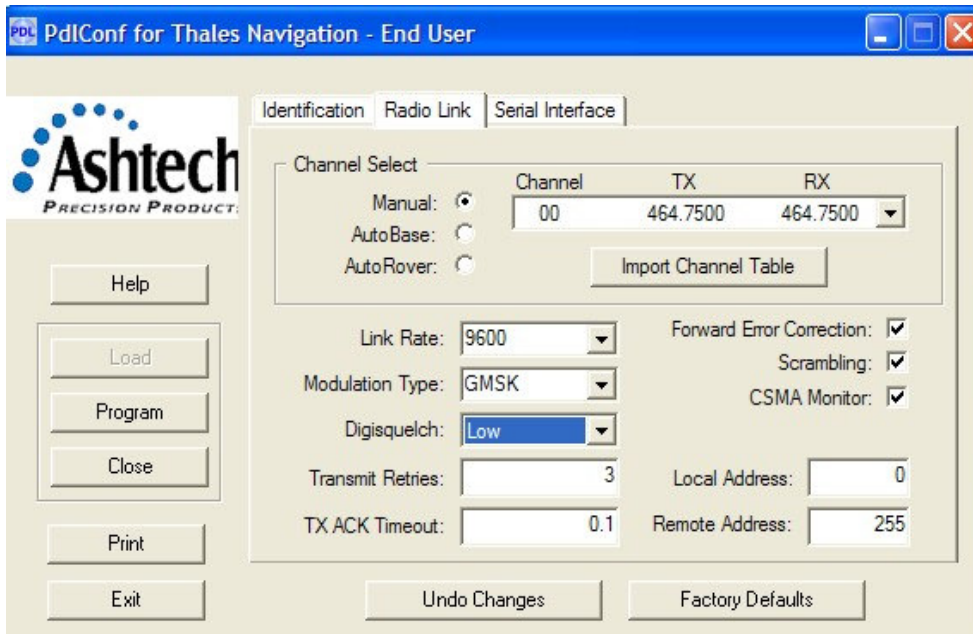 PDL PdlConf for Thales Navigation - End User
Ashtech
PRECISION PRODUCT
Identification Radio Link Serial Interface
Channel Select
Channel TX RX
Manual: 00 464.7500 464.7500
AutoBase:
AutoRover:
Import Channel Table
Help
Load
Program
Close
Print
Exit
Link Rate: 9600
Modulation Type: GMSK
Digisquelch: Low
Transmit Retries: 3
TX ACK Timeout: 0.1
Forward Error Correction:
Scrambling:
CSMA Monitor:
Local Address: 0
Remote Address: 255
Undo Changes Factory Defaults